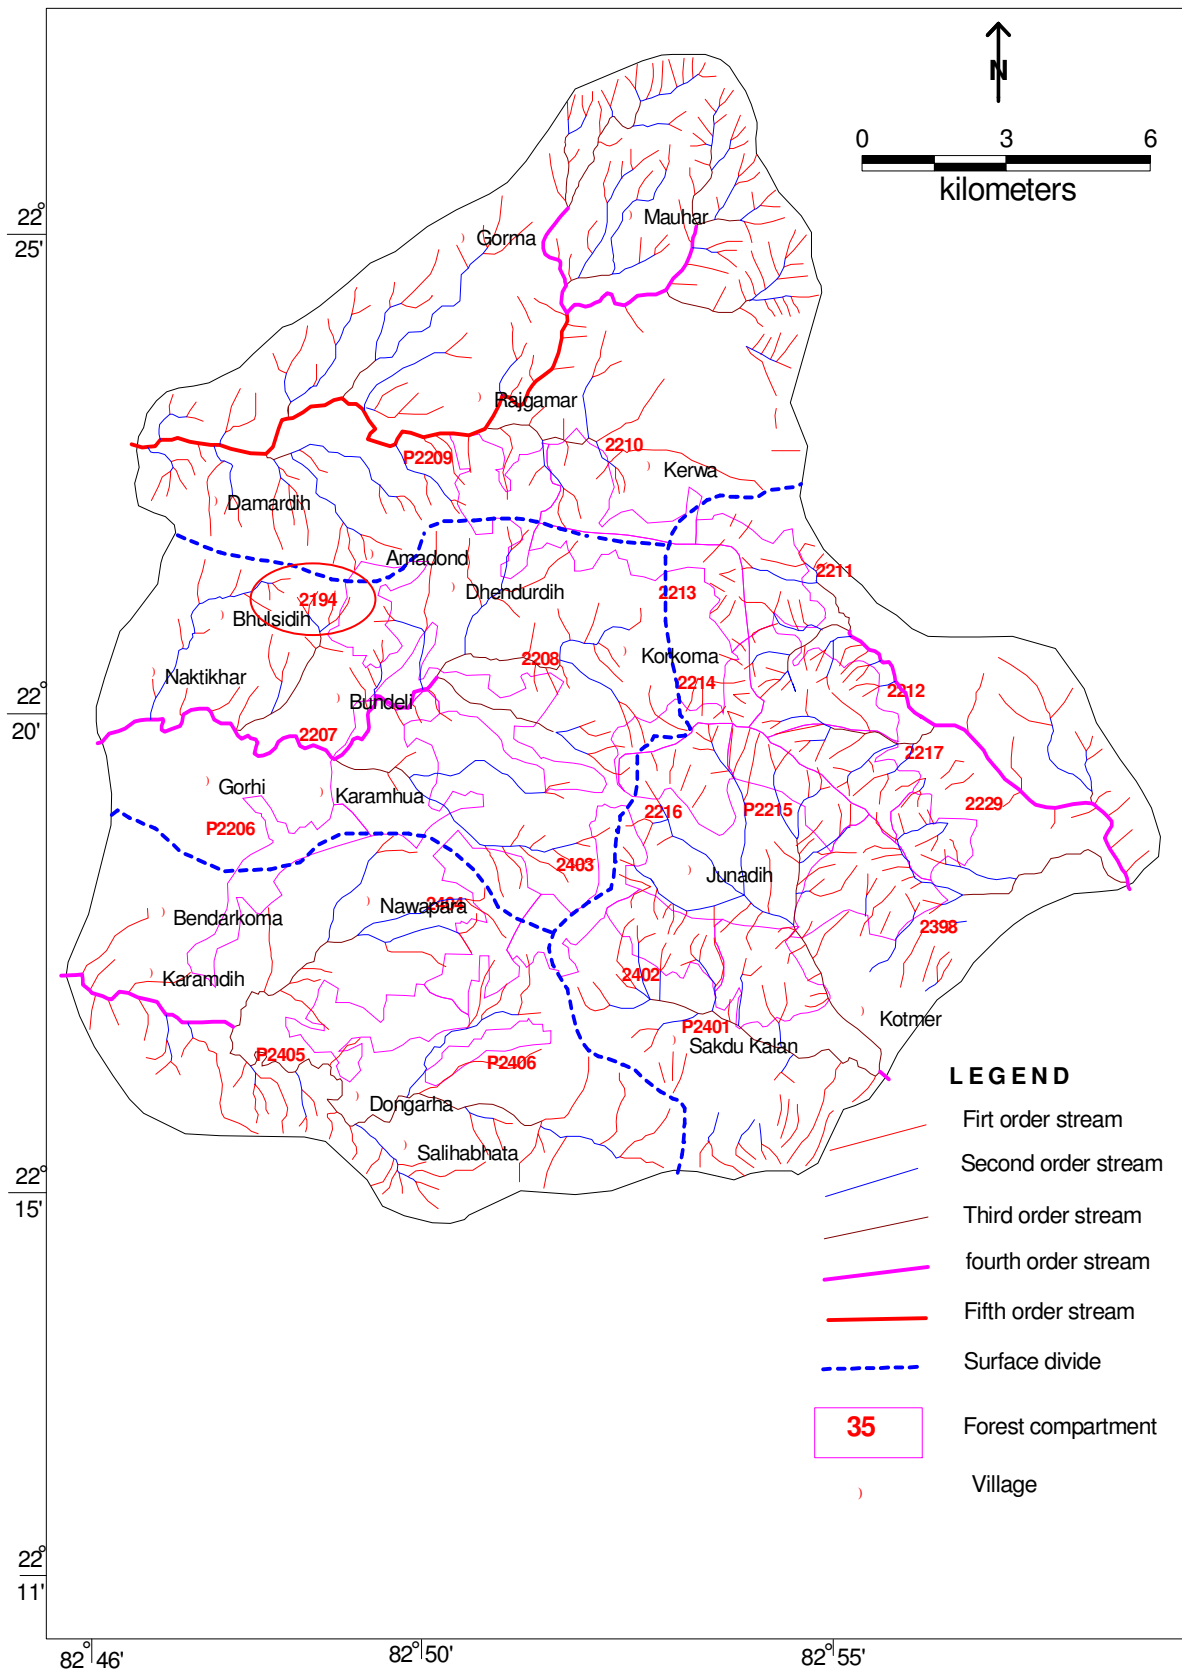 N
0 3 6
kilometers
22°
25'
Mauhar
Gorma
Rajgamar
2210
P2209
Kerwa
Damardih
Amadond
2211
Dhendurdih
2213
2194
Bhulsidih
Korkoma
2208
Naktikhar
2214
2212
22°
20'
Bundeli
2207
2217
Gorhi
Karamhua
2229
2216
P2215
P2206
2403
Junadih
Nawapara
2404
Bendarkoma
2398
Karamdih
2402
Kotmer
P2401
Sakdu Kalan
P2405
P2406
Dongarha
Salihabhata
22°
15'
LEGEND
Firt order stream
Second order stream
Third order stream
fourth order stream
Fifth order stream
Surface divide
35 Forest compartment
Village
22°
11'
82°46' 82°50' 82°55'